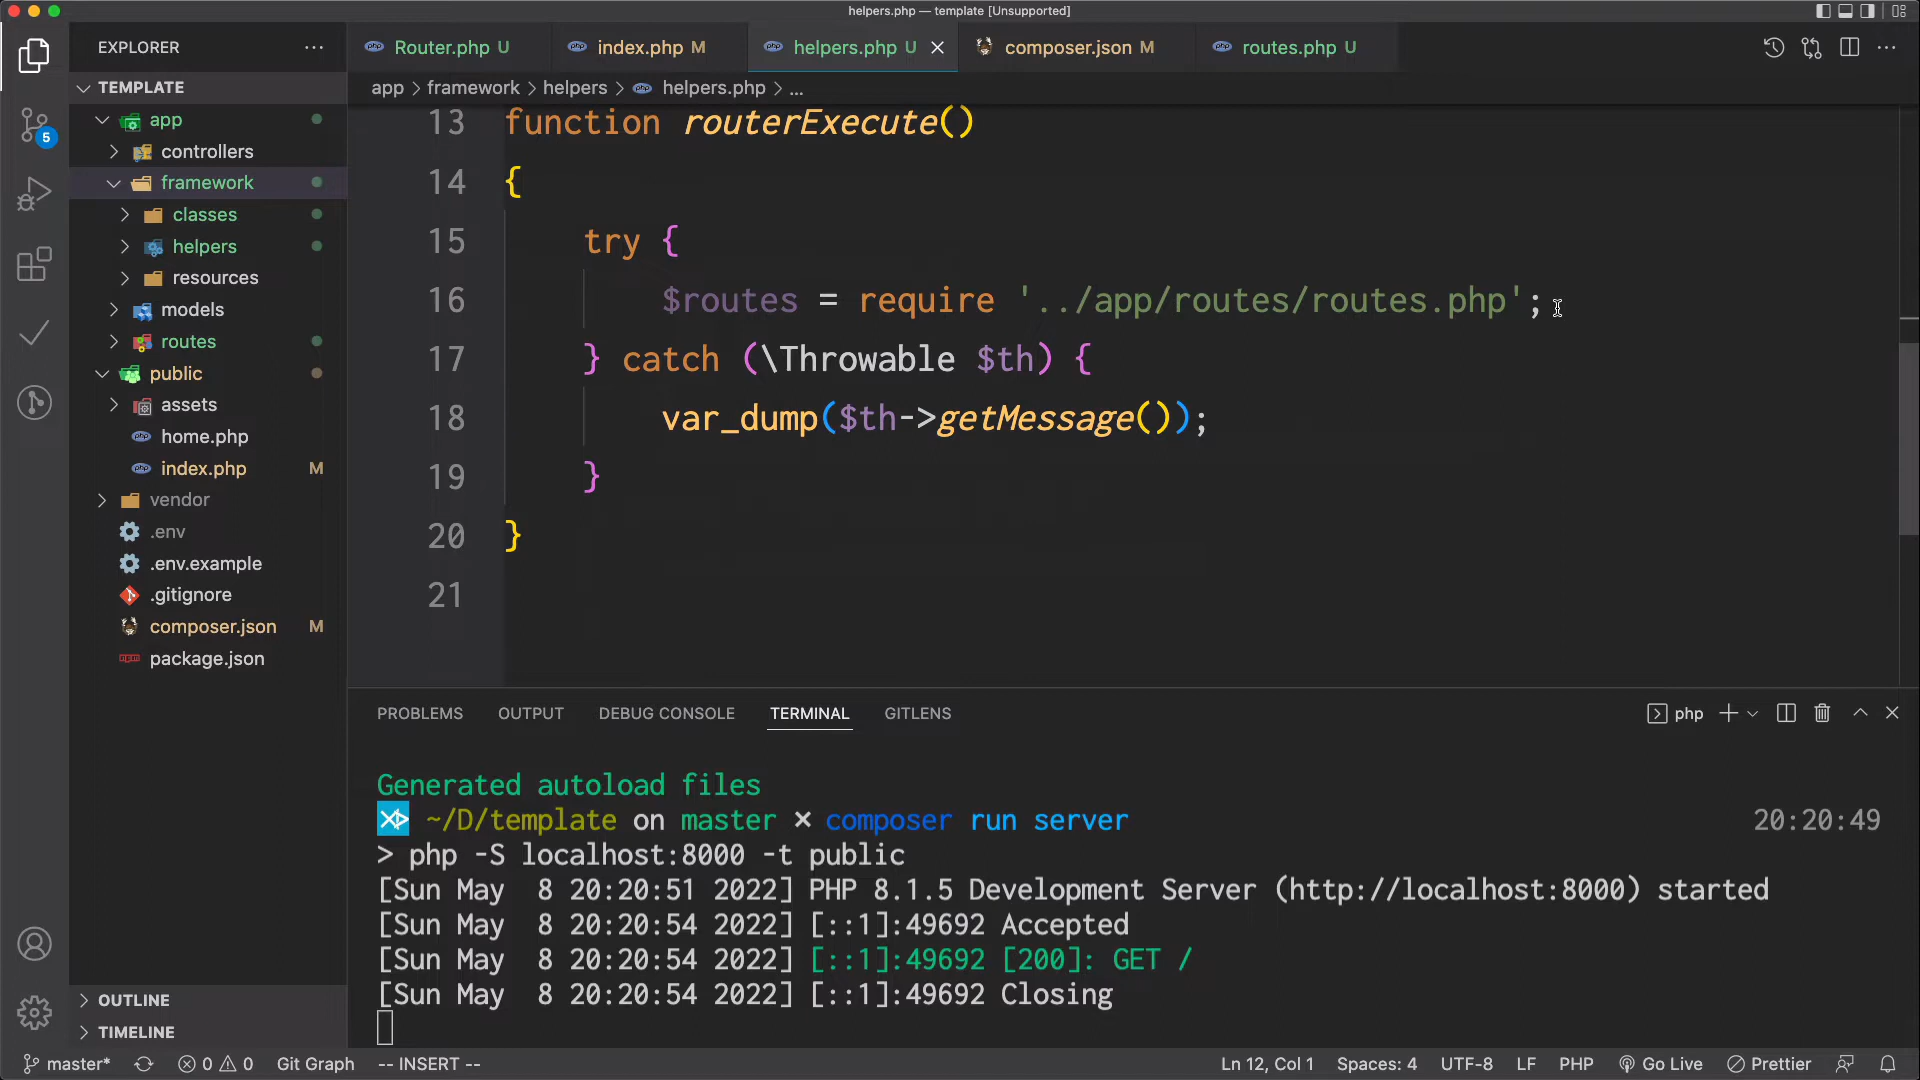 helpers.php — template [Unsupported]
EXPLORER
Router.php U
index.php M
helpers.php U
composer.json M
routes.php U
TEMPLATE
app > framework > helpers > helpers.php > ...
app
controllers
framework
classes
helpers
resources
models
routes
public
assets
home.php
index.php M
vendor
.env
.env.example
.gitignore
composer.json M
package.json
OUTLINE
TIMELINE
5
13 function routerExecute()
14 {
15 try {
16 $routes = require '../app/routes/routes.php';
17 } catch (\Throwable $th) {
18 var_dump($th->getMessage());
19 }
20 }
21
PROBLEMS OUTPUT DEBUG CONSOLE TERMINAL GITLENS
php
Generated autoload files
~/D/template on master × composer run server 20:20:49
> php -S localhost:8000 -t public
[Sun May 8 20:20:51 2022] PHP 8.1.5 Development Server (http://localhost:8000) started
[Sun May 8 20:20:54 2022] [::1]:49692 Accepted
[Sun May 8 20:20:54 2022] [::1]:49692 [200]: GET /
[Sun May 8 20:20:54 2022] [::1]:49692 Closing
master* 0 0 Git Graph -- INSERT -- Ln 12, Col 1 Spaces: 4 UTF-8 LF PHP Go Live Prettier